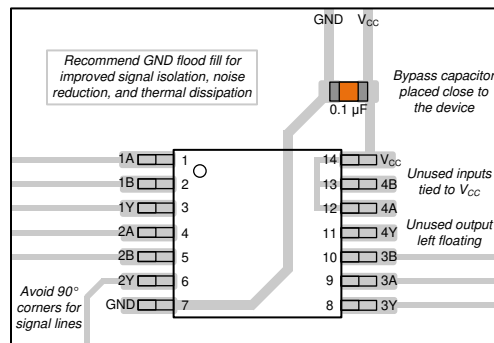 GND VCC
Recommend GND flood fill for
improved signal isolation, noise
reduction, and thermal dissipation
Bypass capacitor
placed close to
the device
0.1 µF
1A 1 14 VCC
Unused inputs
tied to VCC
1B 2 13 4B
1Y 3 12 4A
2A 4 11 4Y
Unused output
left floating
2B 5 10 3B
2Y 6 9 3A
Avoid 90°
corners for
signal lines
GND 7 8 3Y